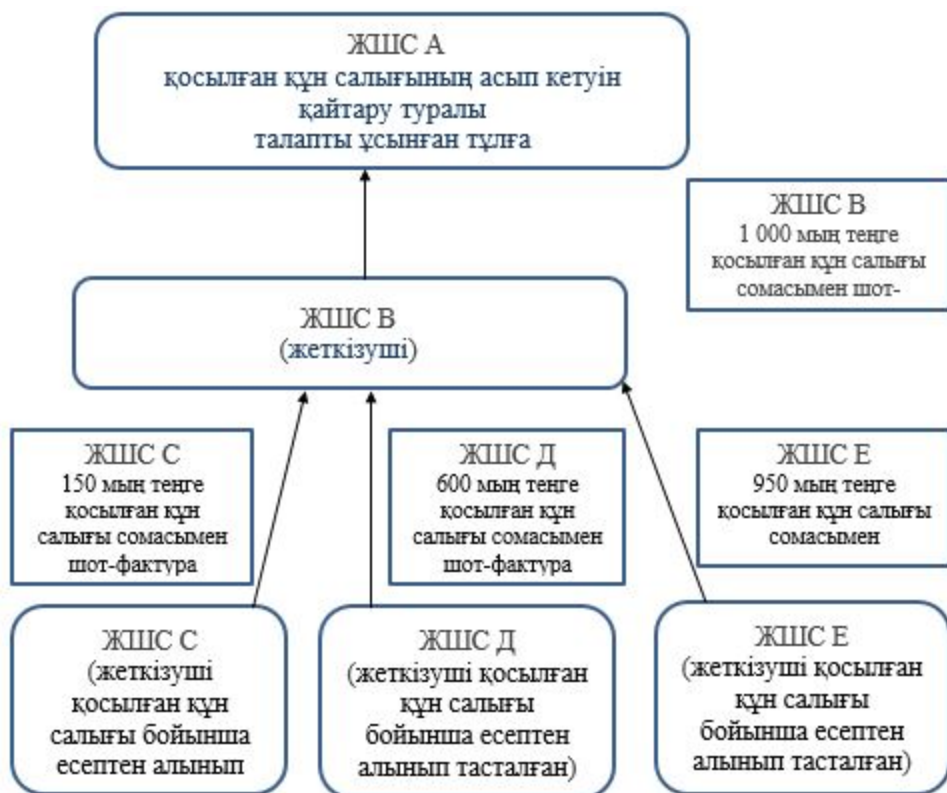 ЖШС А
қосылған құн салығының асып кетуін
қайтару туралы
талапты ұсынған тұлға
ЖШС В
1 000 мың теңге
қосылған құн салығы
сомасымен шот-
ЖШС В
(жеткізуші)
ЖШС С
150 мың теңге
қосылған құн
салығы сомасымен
шот-фактура
ЖШС Д
600 мың теңге
қосылған құн
салығы сомасымен
шот-фактура
ЖШС Е
950 мың теңге
қосылған құн салығы
сомасымен
ЖШС С
(жеткізуші
қосылған құн
салығы бойынша
есептен алынып
ЖШС Д
(жеткізуші қосылған
құн салығы
бойынша есептен
алынып тасталған)
ЖШС Е
(жеткізуші қосылған
құн салығы
бойынша есептен
алынып тасталған)